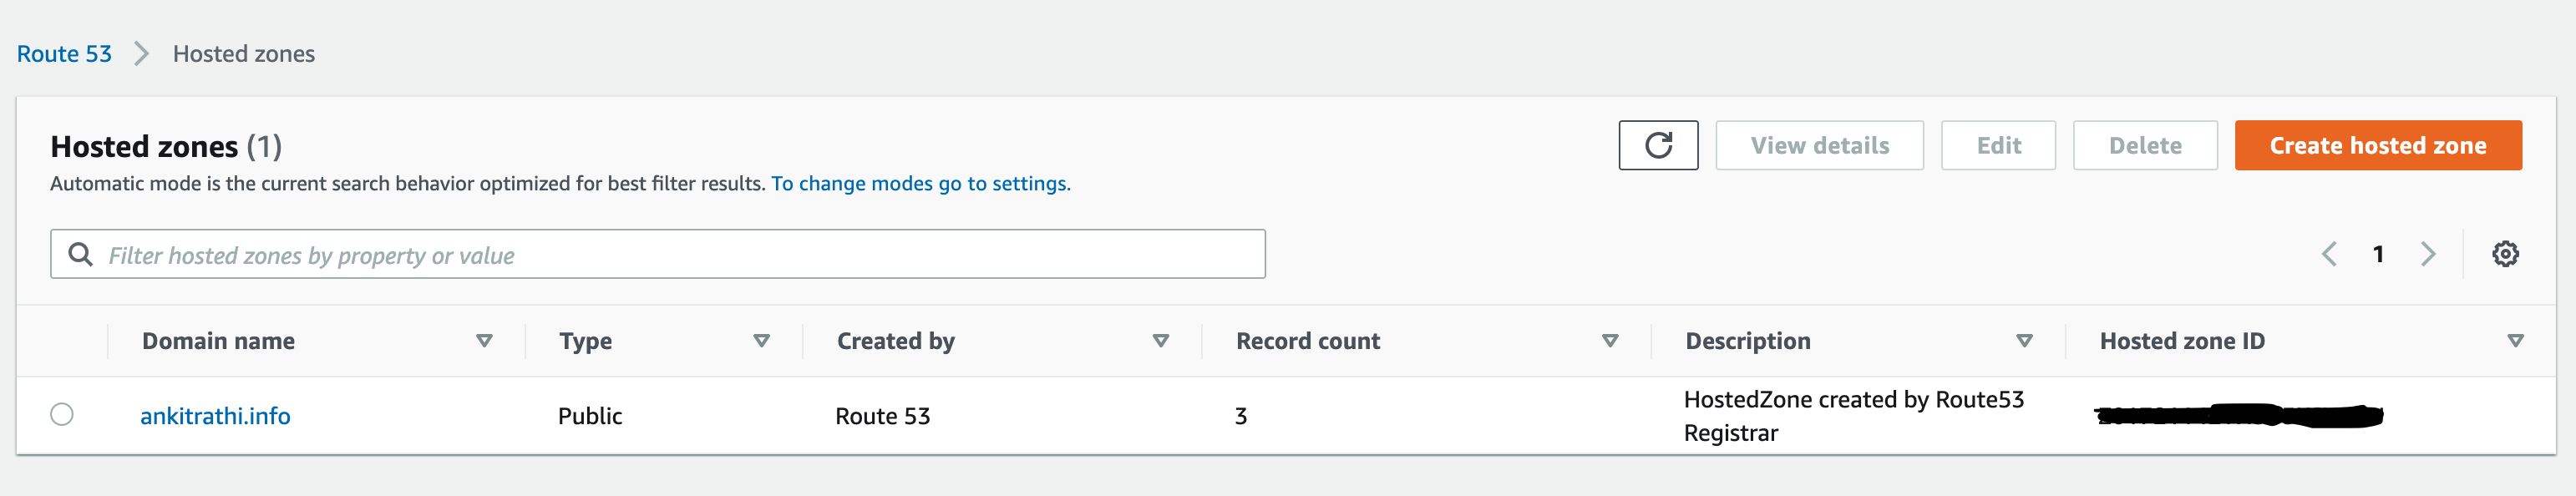 Route 53 Hosted zones
Hosted zones (1)
View details Edit Delete Create hosted zone
Automatic mode is the current search behavior optimized for best filter results. To change modes go to settings.
Filter hosted zones by property or value
1
Domain name Type Created by Record count Description Hosted zone ID
ankitrathi.info Public Route 53 3 HostedZone created by Route53
Registrar